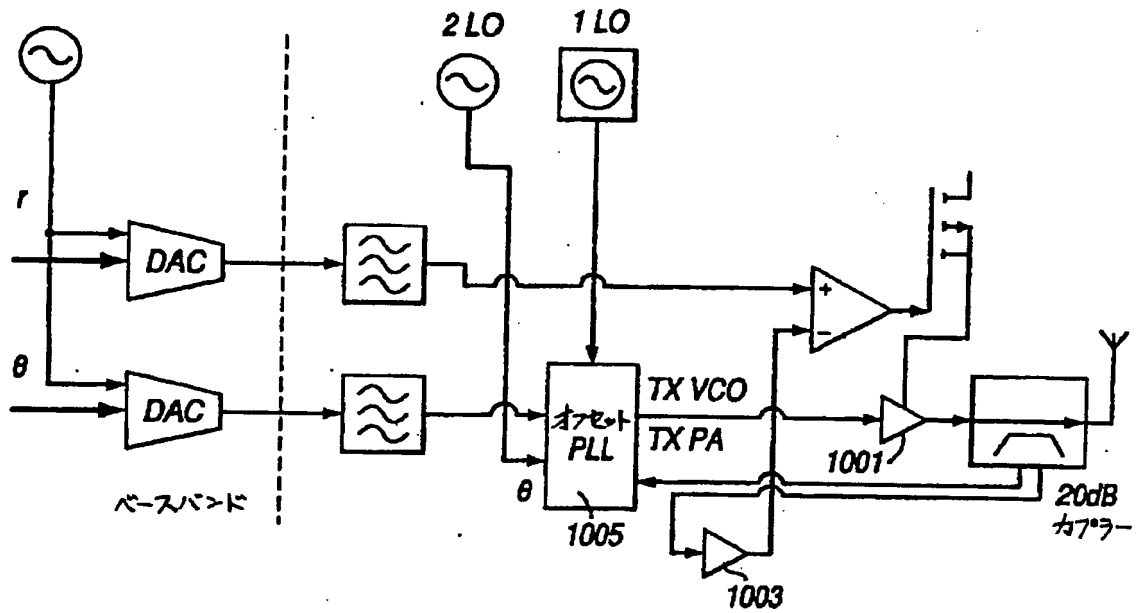 2 LO
1 LO
r
DAC
θ
DAC
ベースバンド
オフセット
PLL
θ
1005
TX VCO
TX PA
+
−
1001
1003
20dB
カプラー